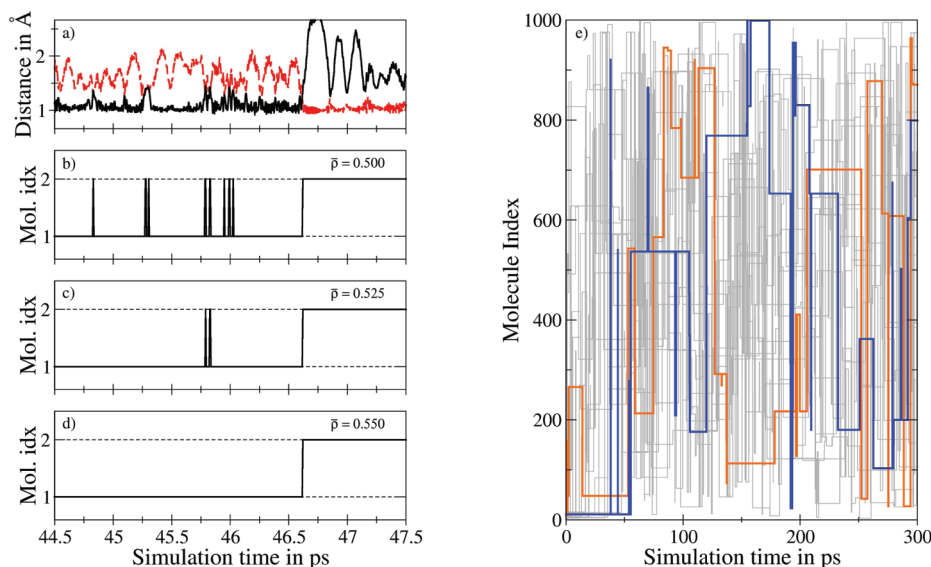 a)
Distance in Å
2
1
b)
ρ̄ = 0.500
Mol. idx
2
1
c)
ρ̄ = 0.525
Mol. idx
2
1
d)
ρ̄ = 0.550
Mol. idx
2
1
44.5 45 45.5 46 46.5 47 47.5
Simulation time in ps
e)
Molecule Index
1000
800
600
400
200
0
0 100 200 300
Simulation time in ps